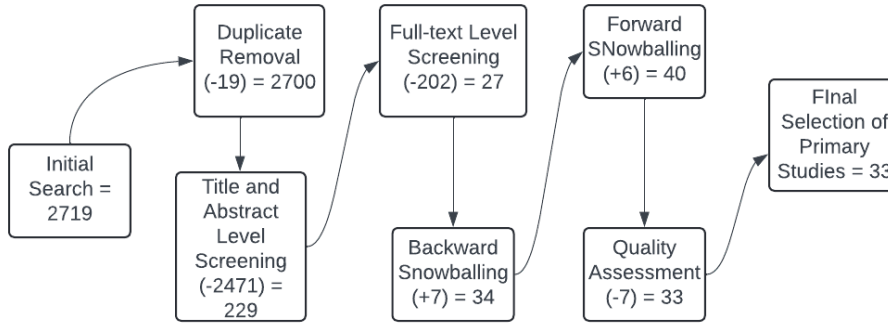 Initial
Search =
2719
Duplicate
Removal
(-19) = 2700
Title and
Abstract
Level
Screening
(-2471) =
229
Full-text Level
Screening
(-202) = 27
Backward
Snowballing
(+7) = 34
Forward
SNowballing
(+6) = 40
Quality
Assessment
(-7) = 33
FInal
Selection of
Primary
Studies = 33